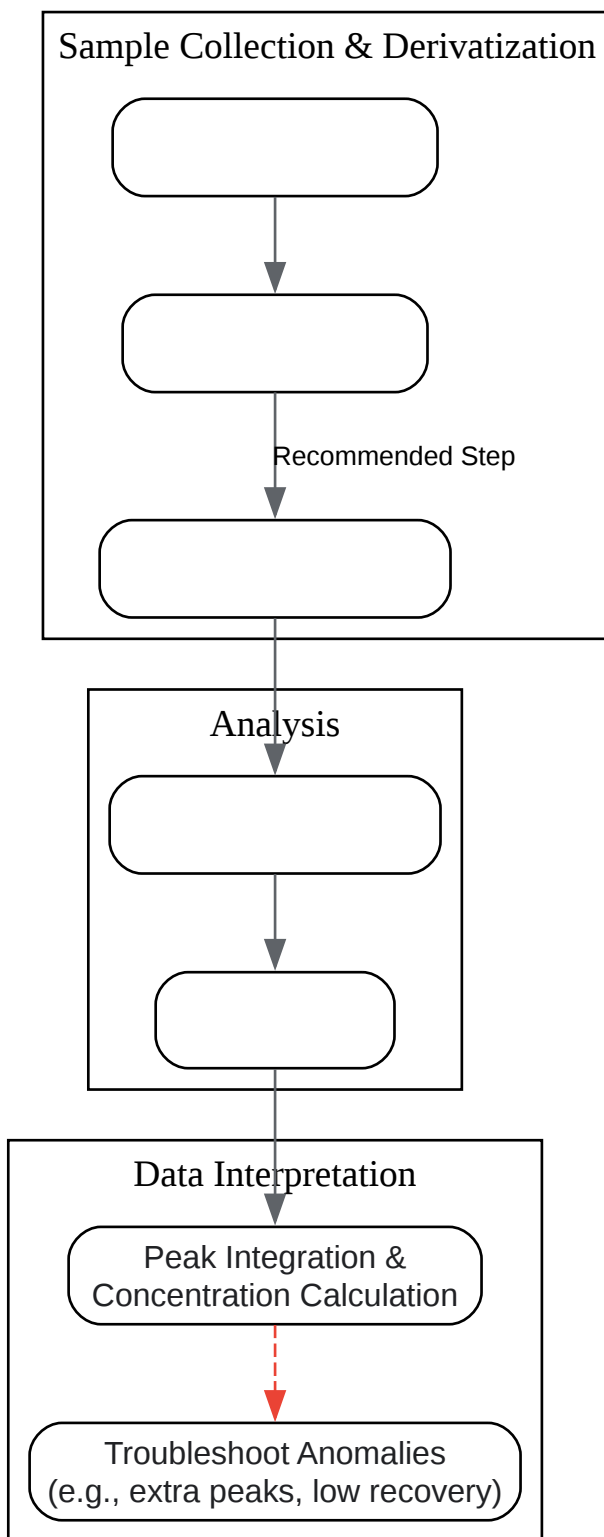 Sample Collection & Derivatization
Recommended Step
Analysis
Data Interpretation
Peak Integration &
Concentration Calculation
Troubleshoot Anomalies
(e.g., extra peaks, low recovery)